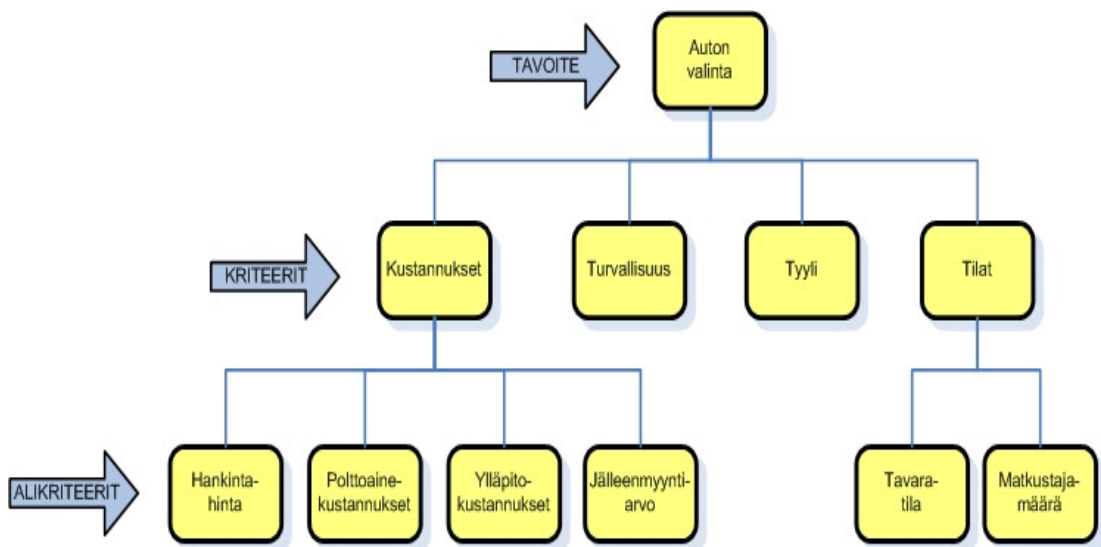 TAVOITE
Auton
valinta
KRITEERIT
Kustannukset
Turvallisuus
Tyyli
Tilat
ALIKRITEERIT
Hankinta-
hinta
Polttoaine-
kustannukset
Ylläpito-
kustannukset
Jälleenmyynti-
arvo
Tavara-
tila
Matkustaja-
määrä